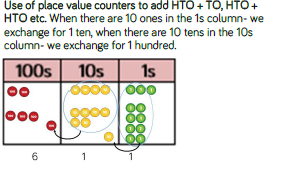 Use of place value counters to add HTO + TO, HTO +
HTO etc. When there are 10 ones in the 1s column- we
exchange for 1 ten, when there are 10 tens in the 10s
column- we exchange for 1 hundred.
100s 10s 1s
6 1 1